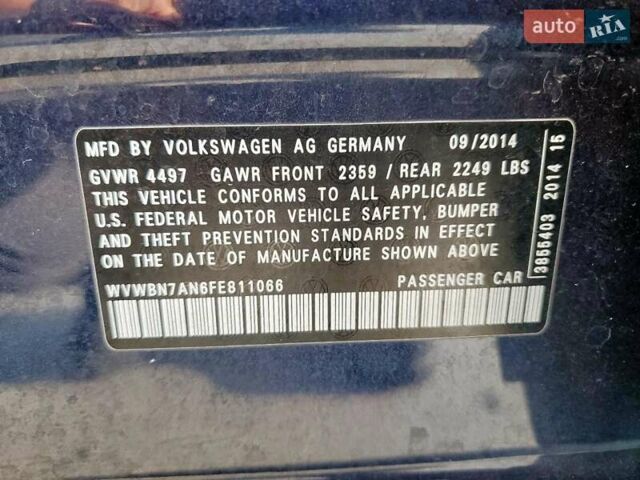 auto RIA .com
MFD BY VOLKSWAGEN AG GERMANY 09/2014
GVWR 4497 GAWR FRONT 2359 / REAR 2249 LBS
THIS VEHICLE CONFORMS TO ALL APPLICABLE
U.S. FEDERAL MOTOR VEHICLE SAFETY, BUMPER
AND THEFT PREVENTION STANDARDS IN EFFECT
ON THE DATE OF MANUFACTURE SHOWN ABOVE
WVWBN7AN6FE811066 PASSENGER CAR
3855403 2014 15